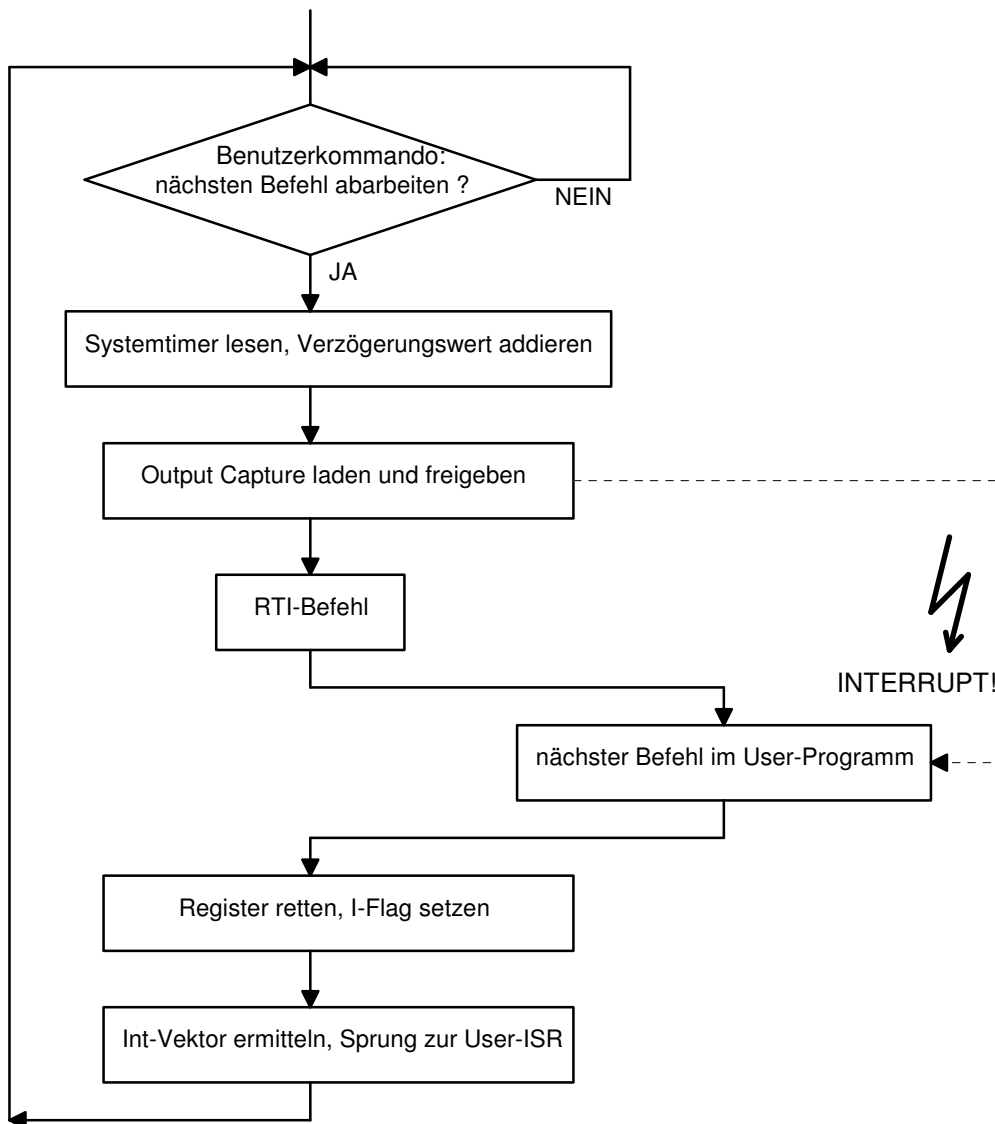 Benutzerkommando:
nächsten Befehl abarbeiten ?
NEIN
JA
Systemtimer lesen, Verzögerungswert addieren
Output Capture laden und freigeben
RTI-Befehl
INTERRUPT!
nächster Befehl im User-Programm
Register retten, I-Flag setzen
Int-Vektor ermitteln, Sprung zur User-ISR